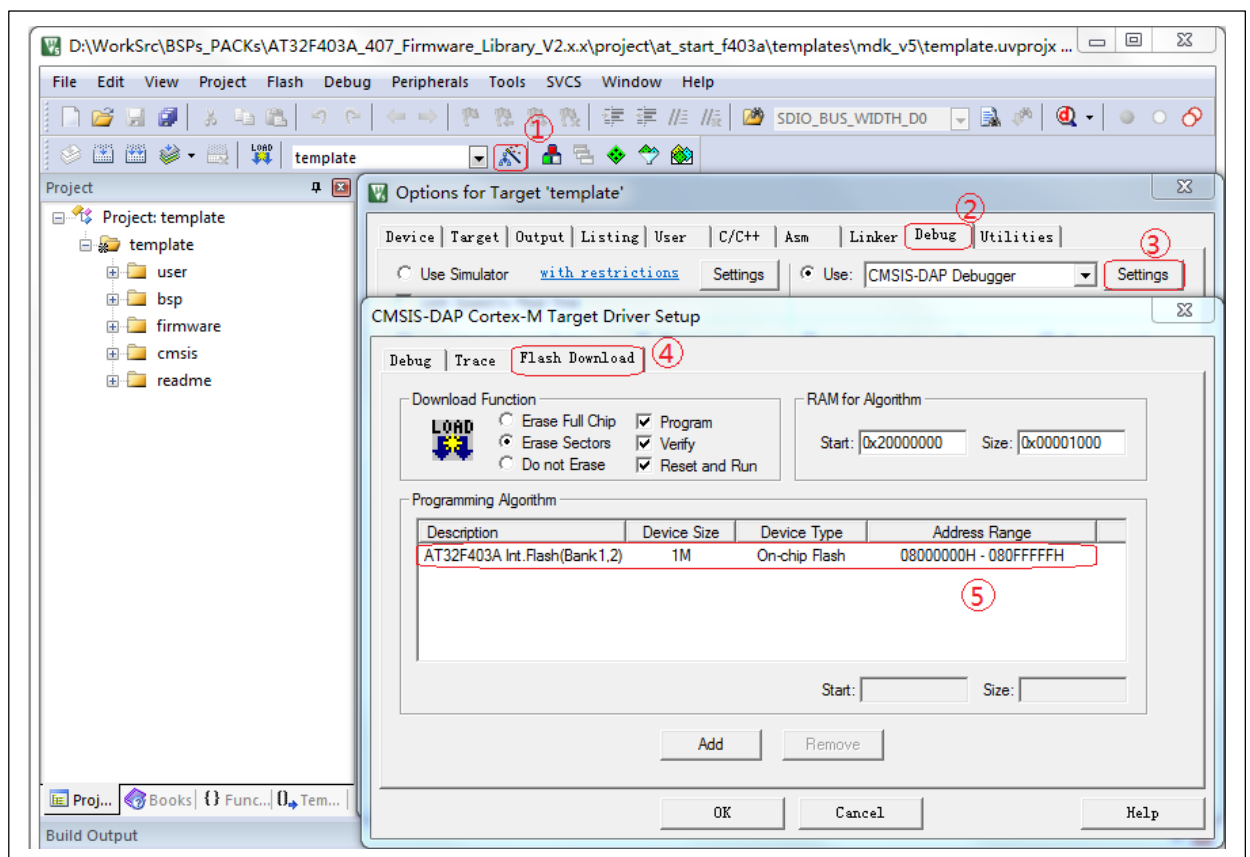 D:\WorkSrc\BSPs_PACKs\AT32F403A_407_Firmware_Library_V2.x.x\project\at_start_f403a\templates\mdk_v5\template.uvprojx ...
File Edit View Project Flash Debug Peripherals Tools SVCS Window Help
SDIO_BUS_WIDTH_D0
①
LOAD template
Project
Options for Target 'template'
Project: template
template
user
bsp
firmware
cmsis
readme
②
Device Target Output Listing User C/C++ Asm Linker Debug Utilities
③
Use Simulator with restrictions Settings Use: CMSIS-DAP Debugger Settings
CMSIS-DAP Cortex-M Target Driver Setup
Debug Trace Flash Download ④
Download Function
LOAD
Erase Full Chip Program
Erase Sectors Verify
Do not Erase Reset and Run
RAM for Algorithm
Start: 0x20000000 Size: 0x00001000
Programming Algorithm
Description Device Size Device Type Address Range
AT32F403A Int.Flash(Bank1,2) 1M On-chip Flash 08000000H - 080FFFFFH
⑤
Start: Size:
Add Remove
OK Cancel Help
Proj... Books {} Func... 0 Tem...
Build Output